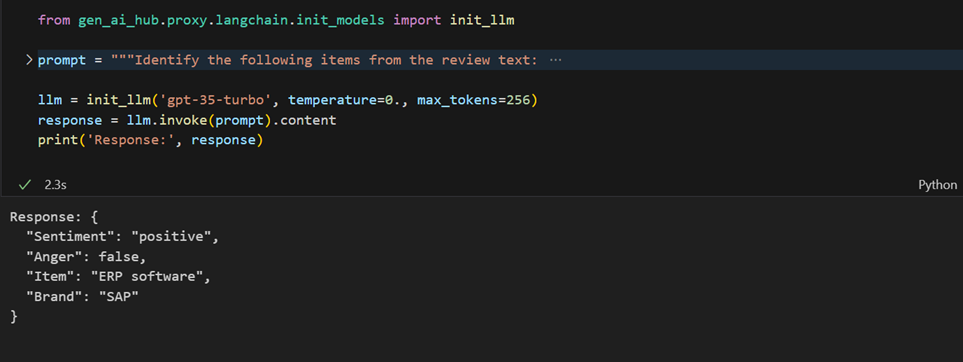 from gen_ai_hub.proxy.langchain.init_models import init_llm
prompt = """Identify the following items from the review text: ...
llm = init_llm('gpt-35-turbo', temperature=0., max_tokens=256)
response = llm.invoke(prompt).content
print('Response:', response)
2.3s
Python
Response: {
  "Sentiment": "positive",
  "Anger": false,
  "Item": "ERP software",
  "Brand": "SAP"
}